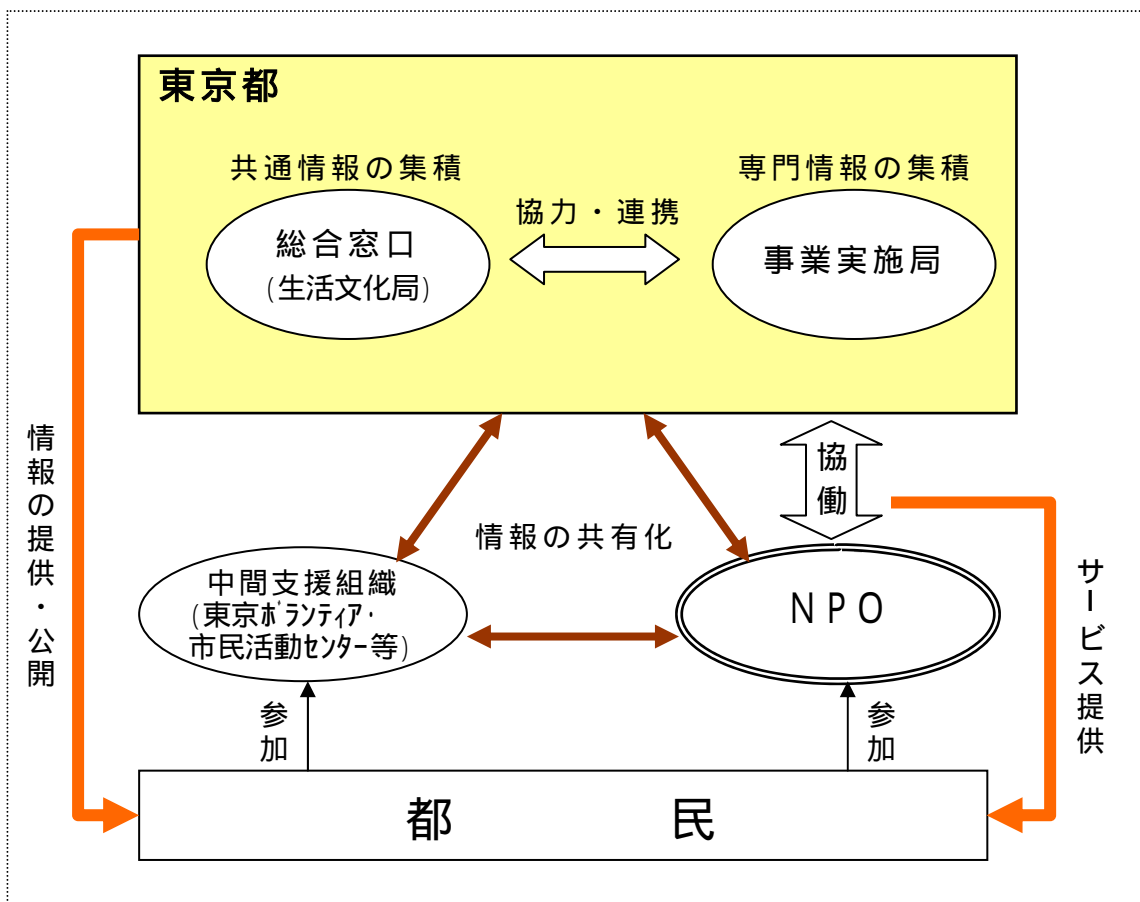 東京都
共通情報の集積
専門情報の集積
協力・連携
総合窓口
(生活文化局)
事業実施局
情報の提供・公開
協働
情報の共有化
中間支援組織
(東京ﾎﾞﾗﾝﾃｨｱ・
市民活動ｾﾝﾀｰ等)
NPO
サービス提供
参加
参加
都民